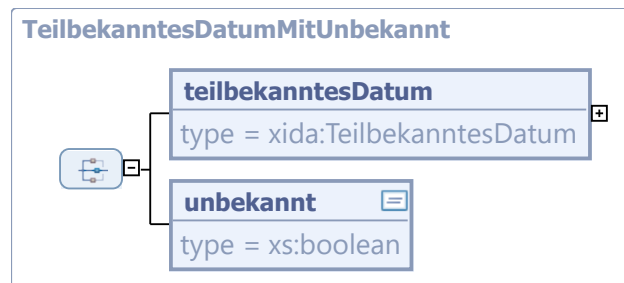 TeilbekanntesDatumMitUnbekannt
teilbekanntesDatum
type = xida:TeilbekanntesDatum
unbekannt
type = xs:boolean